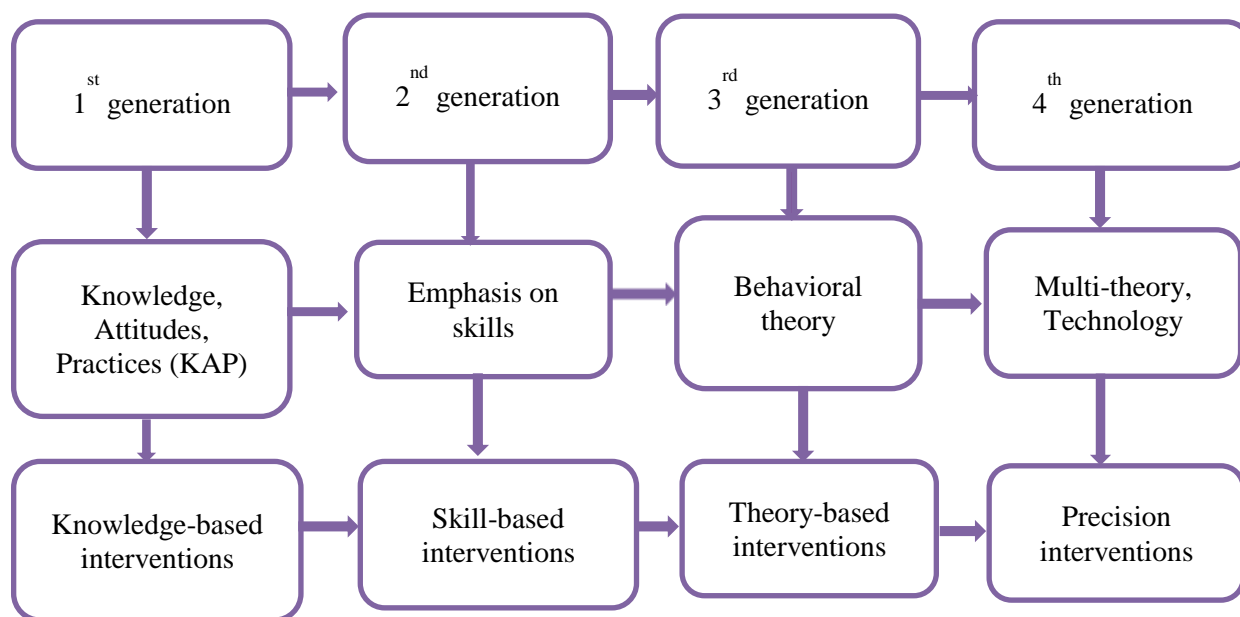 1st generation
2nd generation
3rd generation
4th generation
Knowledge,
Attitudes,
Practices (KAP)
Emphasis on
skills
Behavioral
theory
Multi-theory,
Technology
Knowledge-based
interventions
Skill-based
interventions
Theory-based
interventions
Precision
interventions